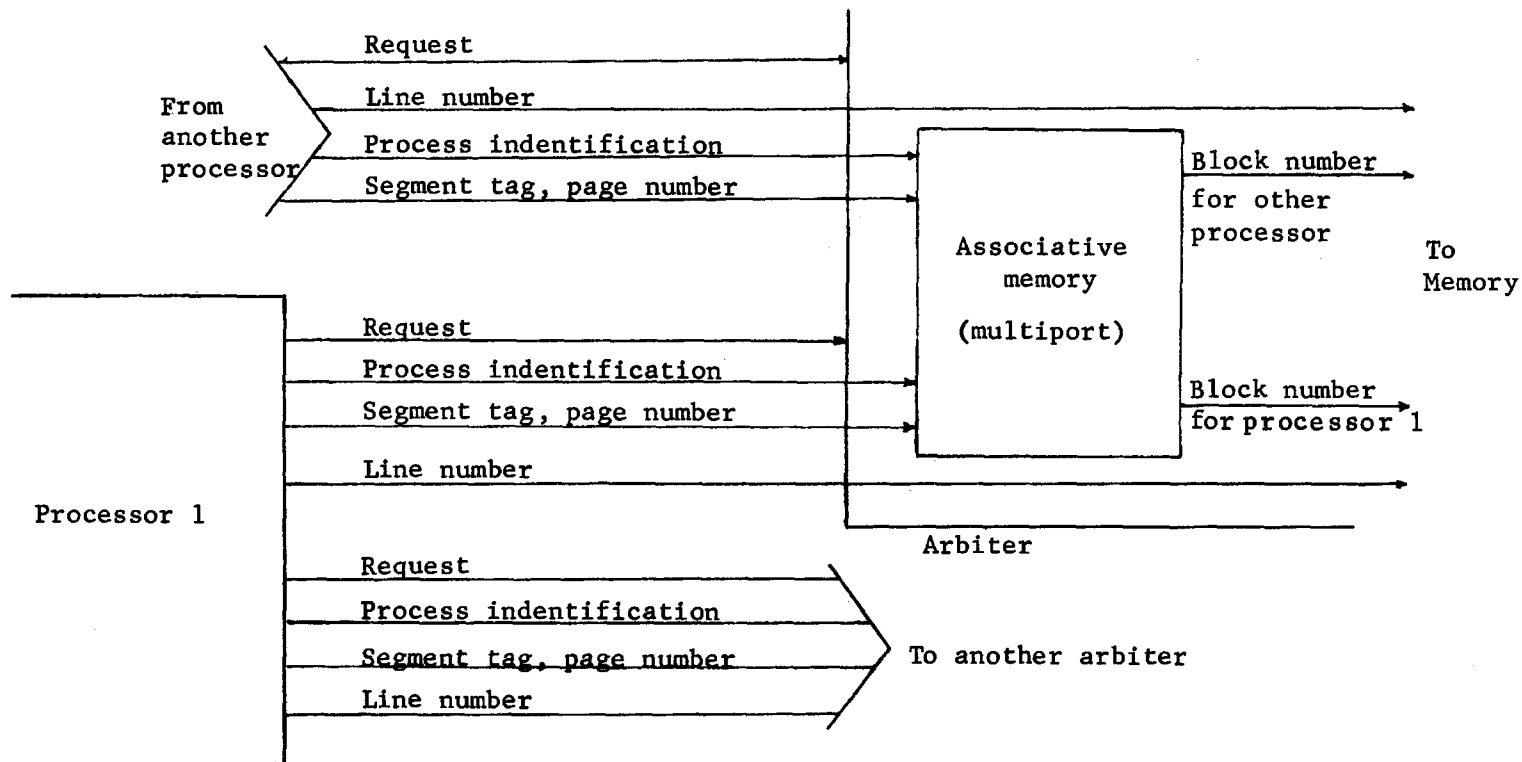 Request
Line number
From
another
processor
Process indentification
Segment tag, page number
Block number
for other
processor
Associative
memory
(multiport)
To
Memory
Request
Process indentification
Segment tag, page number
Line number
Block number
for processor 1
Processor 1
Arbiter
Request
Process indentification
Segment tag, page number
Line number
To another arbiter